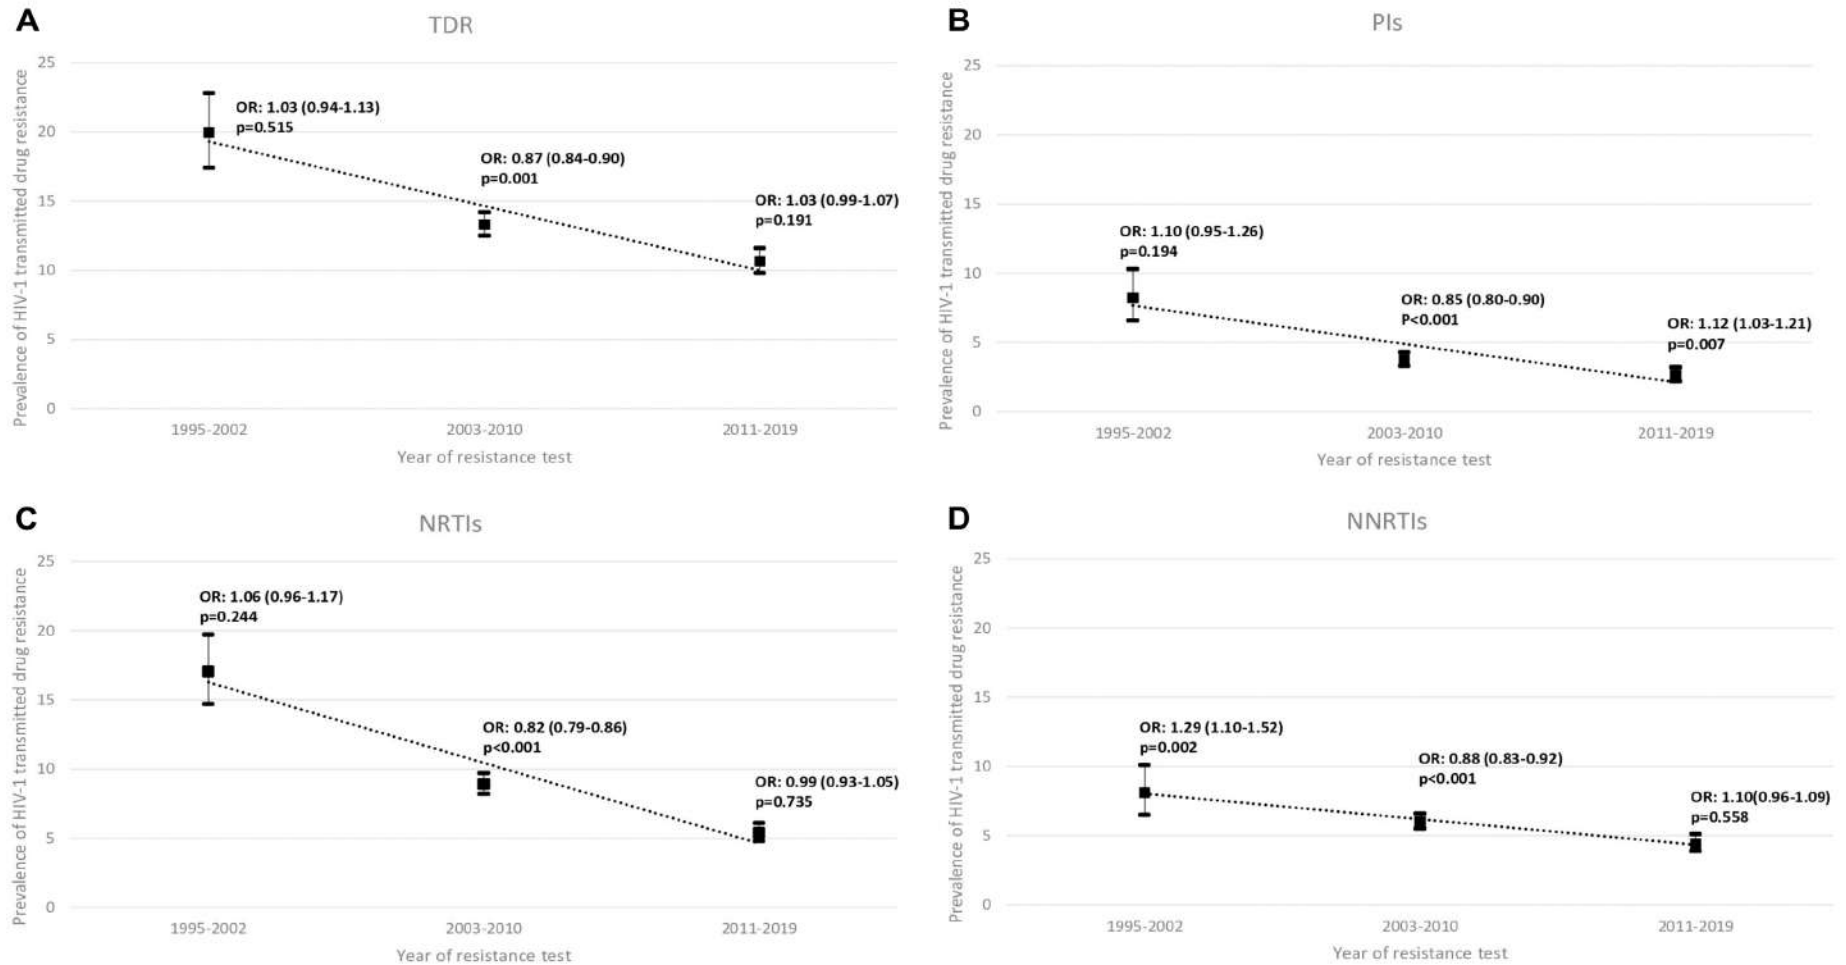 A
TDR
Prevalence of HIV-1 transmitted drug resistance
25
20
15
10
5
0
OR: 1.03 (0.94-1.13)
p=0.515
OR: 0.87 (0.84-0.90)
p=0.001
OR: 1.03 (0.99-1.07)
p=0.191
1995-2002
2003-2010
2011-2019
Year of resistance test
B
PIs
Prevalence of HIV-1 transmitted drug resistance
25
20
15
10
5
0
OR: 1.10 (0.95-1.26)
p=0.194
OR: 0.85 (0.80-0.90)
P<0.001
OR: 1.12 (1.03-1.21)
p=0.007
1995-2002
2003-2010
2011-2019
Year of resistance test
C
NRTIs
Prevalence of HIV-1 transmitted drug resistance
25
20
15
10
5
0
OR: 1.06 (0.96-1.17)
p=0.244
OR: 0.82 (0.79-0.86)
p<0.001
OR: 0.99 (0.93-1.05)
p=0.735
1995-2002
2003-2010
2011-2019
Year of resistance test
D
NNRTIs
Prevalence of HIV-1 transmitted drug resistance
25
20
15
10
5
0
OR: 1.29 (1.10-1.52)
p=0.002
OR: 0.88 (0.83-0.92)
p<0.001
OR: 1.10(0.96-1.09)
p=0.558
1995-2002
2003-2010
2011-2019
Year of resistance test